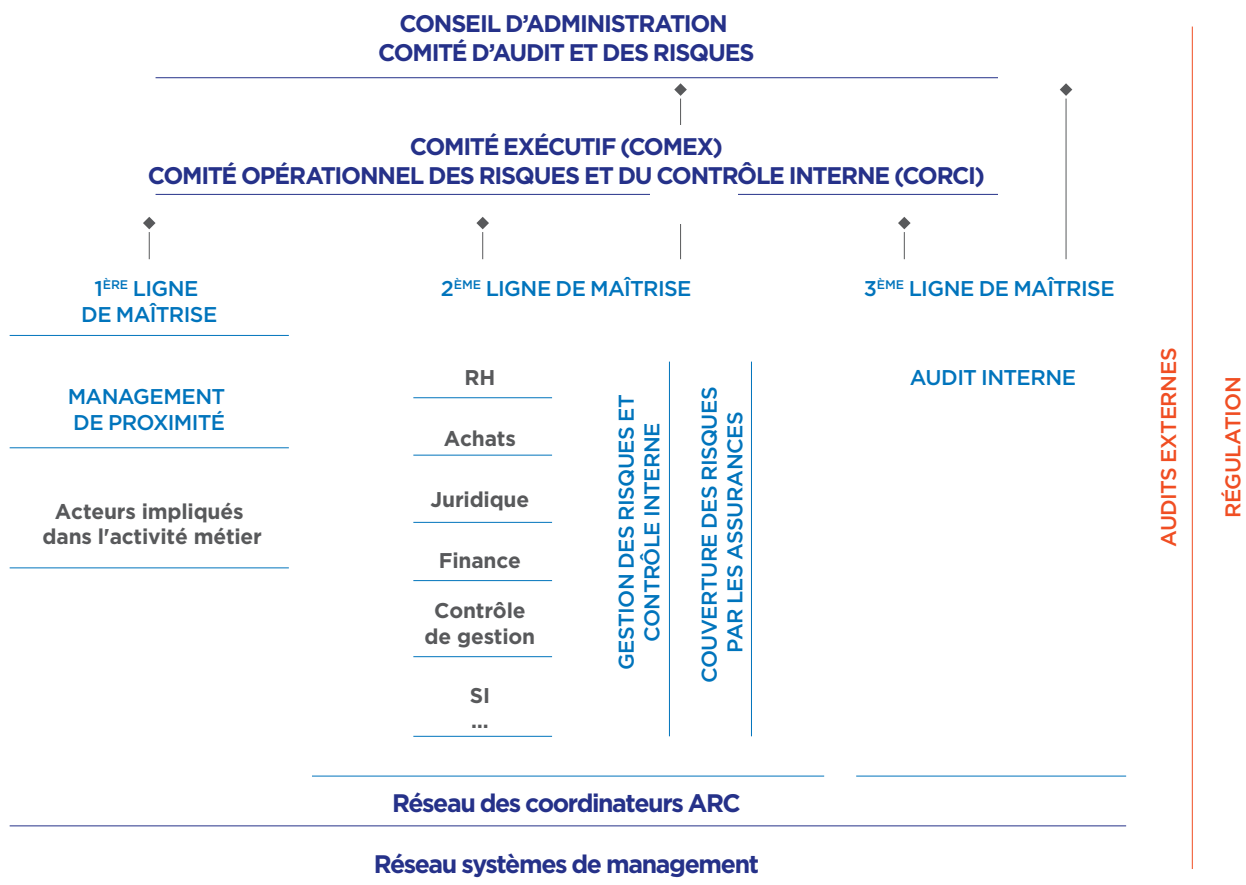 CONSEIL D'ADMINISTRATION
COMITÉ D'AUDIT ET DES RISQUES
COMITÉ EXÉCUTIF (COMEX)
COMITÉ OPÉRATIONNEL DES RISQUES ET DU CONTRÔLE INTERNE (CORCI)
1ÈRE LIGNE
DE MAÎTRISE
MANAGEMENT
DE PROXIMITÉ
Acteurs impliqués
dans l'activité métier
2ÈME LIGNE DE MAÎTRISE
RH
Achats
Juridique
Finance
Contrôle
de gestion
SI
...
GESTION DES RISQUES ET
CONTRÔLE INTERNE
COUVERTURE DES RISQUES
PAR LES ASSURANCES
3ÈME LIGNE DE MAÎTRISE
AUDIT INTERNE
AUDITS EXTERNES
RÉGULATION
Réseau des coordinateurs ARC
Réseau systèmes de management